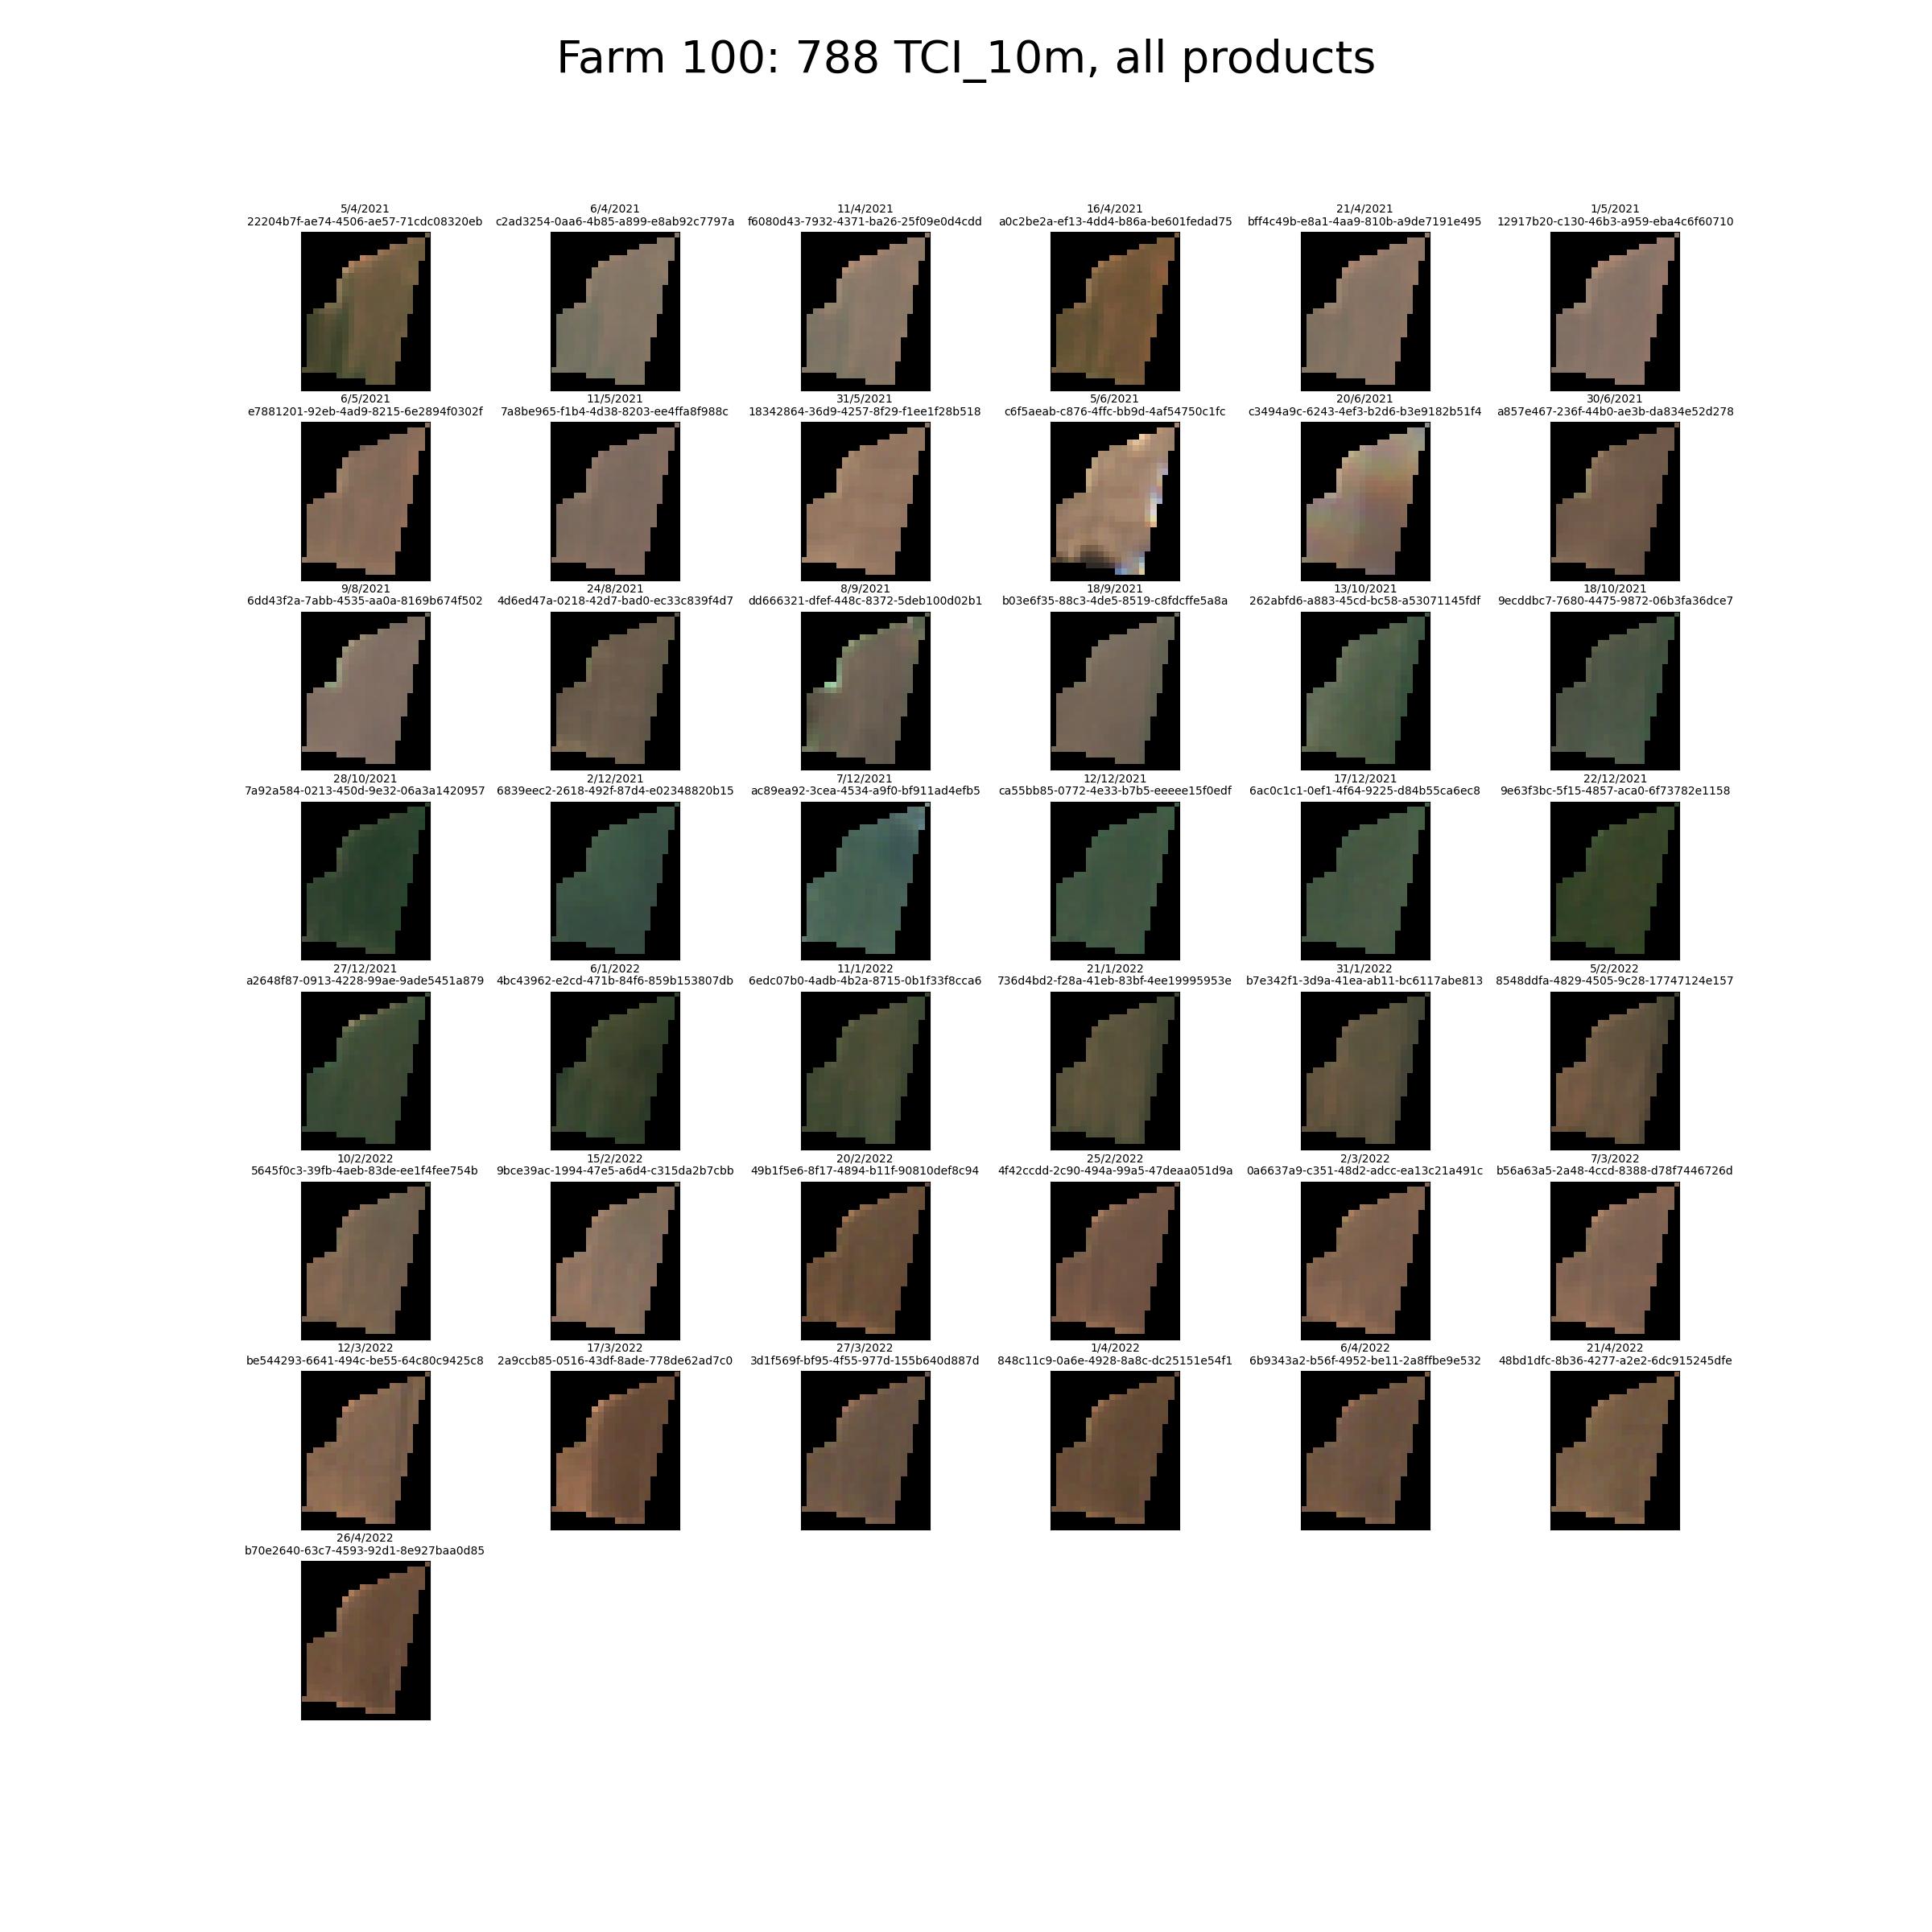 Farm 100: 788 TCI_10m, all products
5/4/2021 6/4/2021 11/4/2021 16/4/2021 21/4/2021 1/5/2021
22204b7f-ae74-4506-ae57-71cdc08320eb c2ad3254-0aa6-4b85-a899-e8ab92c7797a f6080d43-7932-4371-ba26-25f09e0d4cdd a0c2be2a-ef13-4dd4-b86a-be601fedad75 bff4c49b-e8a1-4aa9-810b-a9de7191e495 12917b20-c130-46b3-a959-eba4c6f60710
6/5/2021 11/5/2021 31/5/2021 5/6/2021 20/6/2021 30/6/2021
e7881201-92eb-4ad9-8215-6e2894f0302f 7a8be965-f1b4-4d38-8203-ee4ffa8f988c 18342864-36d9-4257-8f29-f1ee1f28b518 c6f5aeab-c876-4ffc-bb9d-4af54750c1fc c3494a9c-6243-4ef3-b2d6-b3e9182b51f4 a857e467-236f-44b0-ae3b-da834e52d278
9/8/2021 24/8/2021 8/9/2021 18/9/2021 13/10/2021 18/10/2021
6dd43f2a-7abb-4535-aa0a-8169b674f502 4d6ed47a-0218-42d7-bad0-ec33c839f4d7 dd666321-dfef-448c-8372-5deb100d02b1 b03e6f35-88c3-4de5-8519-c8fdcffe5a8a 262abfd6-a883-45cd-bc58-a53071145fdf 9ecddbc7-7680-4475-9872-06b3fa36dce7
28/10/2021 2/12/2021 7/12/2021 12/12/2021 17/12/2021 22/12/2021
7a92a584-0213-450d-9e32-06a3a1420957 6839eec2-2618-492f-87d4-e02348820b15 ac89ea92-3cea-4534-a9f0-bf911ad4efb5 ca55bb85-0772-4e33-b7b5-eeeee15f0edf 6ac0c1c1-0ef1-4f64-9225-d84b55ca6ec8 9e63f3bc-5f15-4857-aca0-6f73782e1158
27/12/2021 6/1/2022 11/1/2022 21/1/2022 31/1/2022 5/2/2022
a2648f87-0913-4228-99ae-9ade5451a879 4bc43962-e2cd-471b-84f6-859b153807db 6edc07b0-4adb-4b2a-8715-0b1f33f8cca6 736d4bd2-f28a-41eb-83bf-4ee19995953e b7e342f1-3d9a-41ea-ab11-bc6117abe813 8548ddfa-4829-4505-9c28-17747124e157
10/2/2022 15/2/2022 20/2/2022 25/2/2022 2/3/2022 7/3/2022
5645f0c3-39fb-4aeb-83de-ee1f4fee754b 9bce39ac-1994-47e5-a6d4-c315da2b7cbb 49b1f5e6-8f17-4894-b11f-90810def8c94 4f42ccdd-2c90-494a-99a5-47deaa051d9a 0a6637a9-c351-48d2-adcc-ea13c21a491c b56a63a5-2a48-4ccd-8388-d78f7446726d
12/3/2022 17/3/2022 27/3/2022 1/4/2022 6/4/2022 21/4/2022
be544293-6641-494c-be55-64c80c9425c8 2a9ccb85-0516-43df-8ade-778de62ad7c0 3d1f569f-bf95-4f55-977d-155b640d887d 848c11c9-0a6e-4928-8a8c-dc25151e54f1 6b9343a2-b56f-4952-be11-2a8ffbe9e532 48bd1dfc-8b36-4277-a2e2-6dc915245dfe
26/4/2022
b70e2640-63c7-4593-92d1-8e927baa0d85